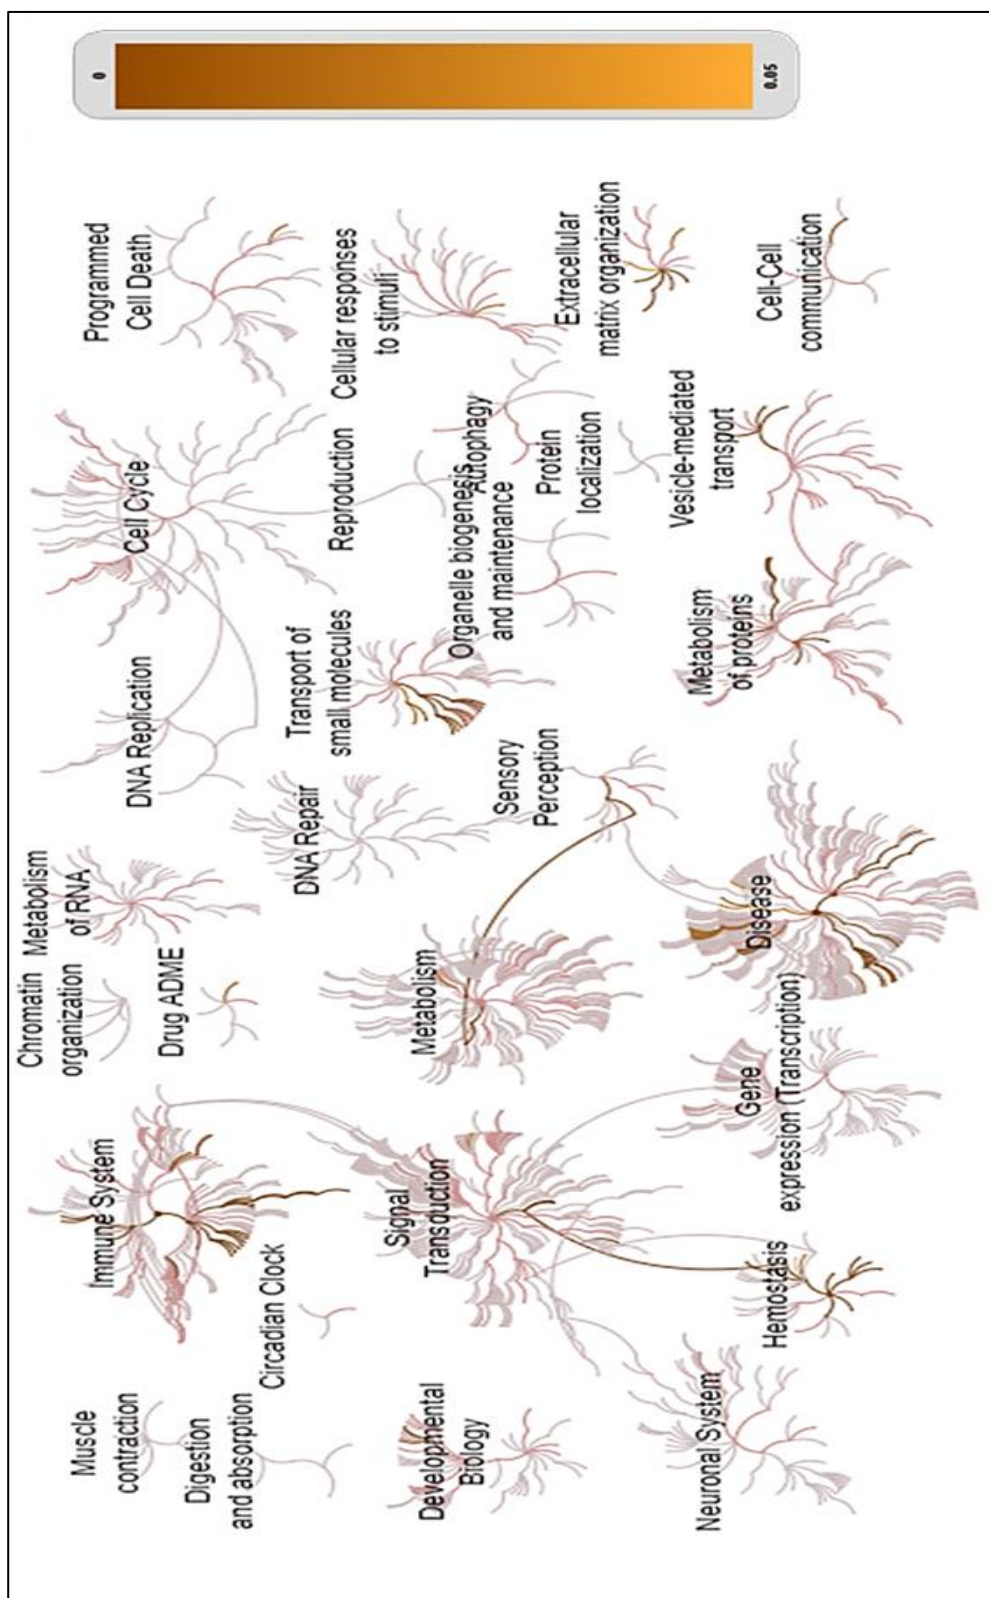 0
0.05
Programmed
Cell Death
Cellular responses
to stimuli
Extracellular
matrix organization
Cell-Cell
communication
Cell Cycle
Reproduction
Autophagy
Organelle biogenesis
and maintenance
Protein
localization
Vesicle-mediated
transport
DNA Replication
Transport of
small molecules
Metabolism
of proteins
DNA Repair
Sensory
Perception
Metabolism
of RNA
Chromatin
organization
Drug ADME
Metabolism
Disease
Immune System
Signal
Transduction
Gene
expression (Transcription)
Circadian Clock
Hemostasis
Muscle
contraction
Digestion
and absorption
Developmental
Biology
Neuronal System